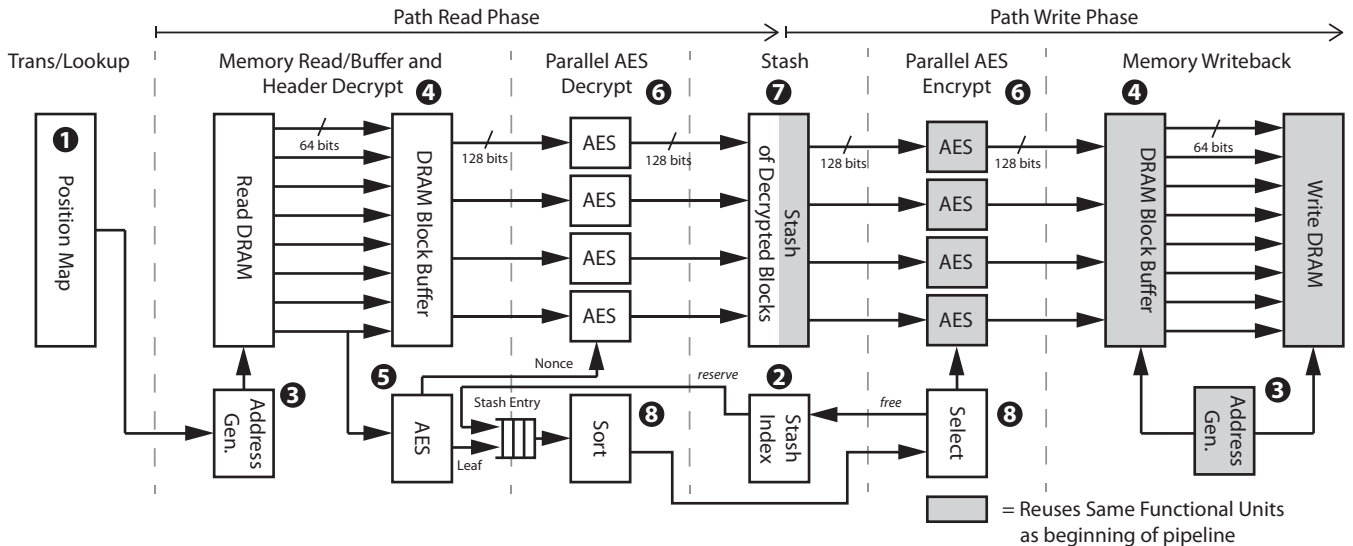 Path Read Phase
Path Write Phase
Trans/Lookup
Memory Read/Buffer and
Header Decrypt
4
Parallel AES
Decrypt
6
Stash
7
Parallel AES
Encrypt
6
Memory Writeback
4
1
Position Map
Read DRAM
64 bits
DRAM Block Buffer
128 bits
AES
AES
AES
AES
128 bits
of Decrypted Blocks
Stash
128 bits
AES
AES
AES
AES
128 bits
DRAM Block Buffer
64 bits
Write DRAM
Address
Gen.
3
5
AES
Nonce
Stash Entry
Leaf
reserve
Sort
8
2
Stash
Index
free
Select
8
Address
Gen.
3
= Reuses Same Functional Units
as beginning of pipeline